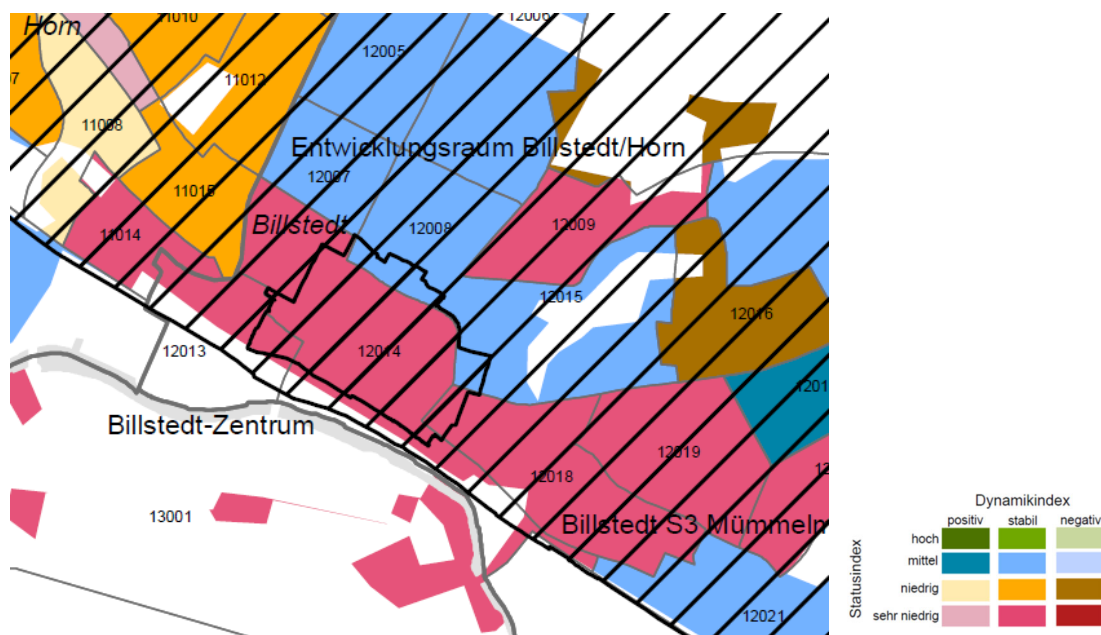 Horn
11010
12006
12005
11012
11008
Entwicklungsraum Billstedt/Horn
12007
11015
Billstedt
12009
12008
11014
12015
12016
12013
12014
Billstedt-Zentrum
12019
12018
13001
Billstedt S3 Mümmelm
12021
Dynamikindex
positiv stabil negativ
Statusindex
hoch
mittel
niedrig
sehr niedrig